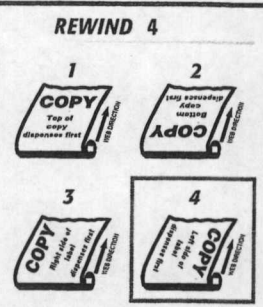 REWIND 4
1
COPY
Top of
copy
dispenses first
WEB DIRECTION
2
COPY
Bottom
copy
dispenses first
WEB DIRECTION
3
COPY
Right side of
label
dispenses first
WEB DIRECTION
4
COPY
Left side of
label
dispenses first
WEB DIRECTION